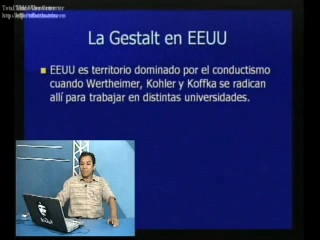 La Gestalt en EEUU
EEUU es territorio dominado por el conductismo
cuando Wertheimer, Kohler y Koffka se radican
allí para trabajar en distintas universidades.